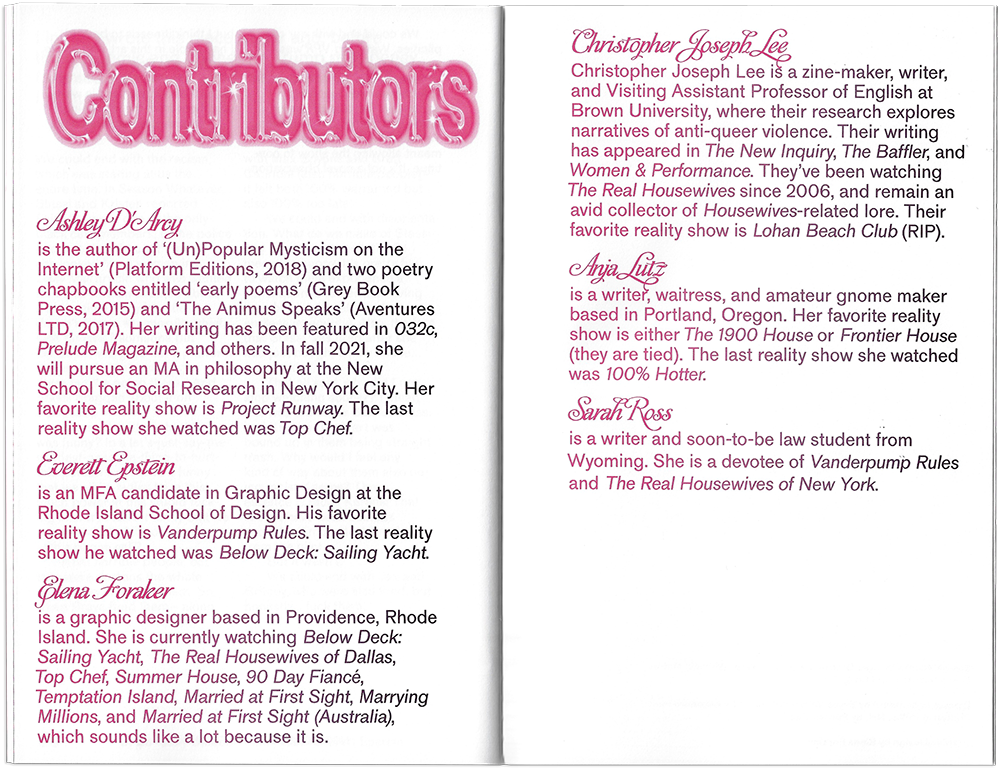 Contributors
Ashley D'Arcy
is the author of ‘(Un)Popular Mysticism on the
Internet’ (Platform Editions, 2018) and two poetry
chapbooks entitled ‘early poems’ (Grey Book
Press, 2015) and ‘The Animus Speaks’ (Aventures
LTD, 2017). Her writing has been featured in 032c,
Prelude Magazine, and others. In fall 2021, she
will pursue an MA in philosophy at the New
School for Social Research in New York City. Her
favorite reality show is Project Runway. The last
reality show she watched was Top Chef.
Everett Epstein
is an MFA candidate in Graphic Design at the
Rhode Island School of Design. His favorite
reality show is Vanderpump Rules. The last reality
show he watched was Below Deck: Sailing Yacht.
Elena Foraker
is a graphic designer based in Providence, Rhode
Island. She is currently watching Below Deck:
Sailing Yacht, The Real Housewives of Dallas,
Top Chef, Summer House, 90 Day Fiancé,
Temptation Island, Married at First Sight, Marrying
Millions, and Married at First Sight (Australia),
which sounds like a lot because it is.
Christopher Joseph Lee
Christopher Joseph Lee is a zine-maker, writer,
and Visiting Assistant Professor of English at
Brown University, where their research explores
narratives of anti-queer violence. Their writing
has appeared in The New Inquiry, The Baffler, and
Women & Performance. They’ve been watching
The Real Housewives since 2006, and remain an
avid collector of Housewives-related lore. Their
favorite reality show is Lohan Beach Club (RIP).
Anja Lutz
is a writer, waitress, and amateur gnome maker
based in Portland, Oregon. Her favorite reality
show is either The 1900 House or Frontier House
(they are tied). The last reality show she watched
was 100% Hotter.
Sarah Ross
is a writer and soon-to-be law student from
Wyoming. She is a devotee of Vanderpump Rules
and The Real Housewives of New York.